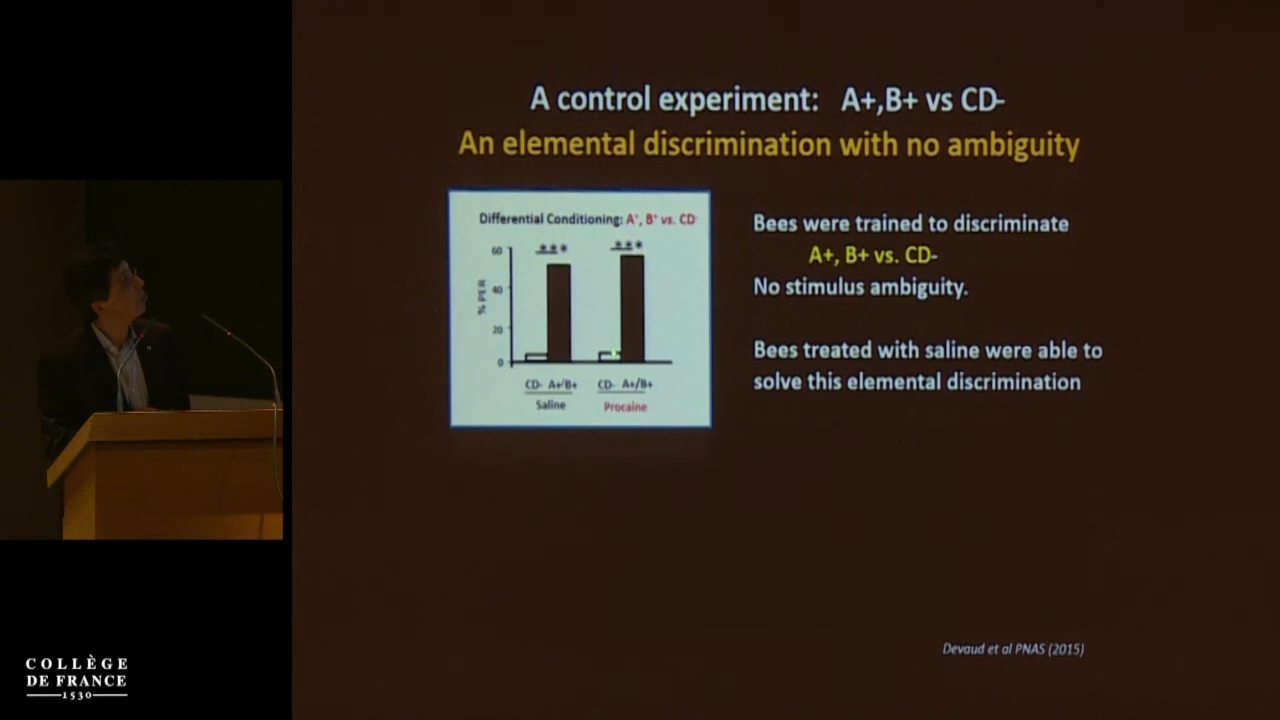 A control experiment: A+,B+ vs CD-
An elemental discrimination with no ambiguity
Differential Conditioning: A⁺, B⁺ vs. CD⁻
60
40
20
0
% PER
***
***
CD- A+/B+
CD- A+/B+
Saline
Procaine
Bees were trained to discriminate
A+, B+ vs. CD-
No stimulus ambiguity.
Bees treated with saline were able to
solve this elemental discrimination
Devaud et al PNAS (2015)
COLLÈGE
DE FRANCE
1530